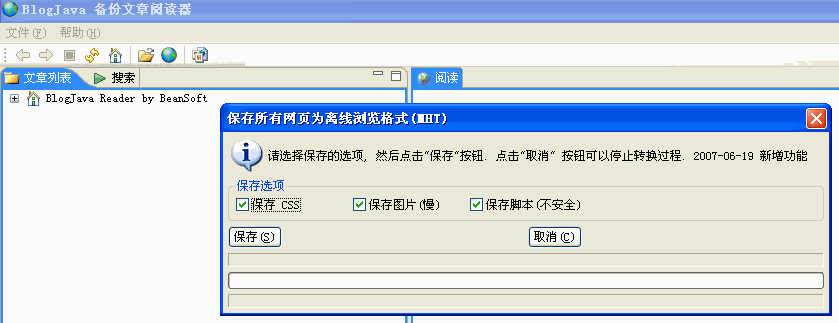 BlogJava 备份文章阅读器
文件(F) 帮助(H)
文章列表 搜索 阅读
BlogJava Reader by BeanSoft
保存所有网页为离线浏览格式(MHT)
请选择保存的选项, 然后点击"保存"按钮. 点击"取消" 按钮可以停止转换过程. 2007-06-19 新增功能
保存选项
保存 CSS 保存图片(慢) 保存脚本(不安全)
保存(S) 取消(C)